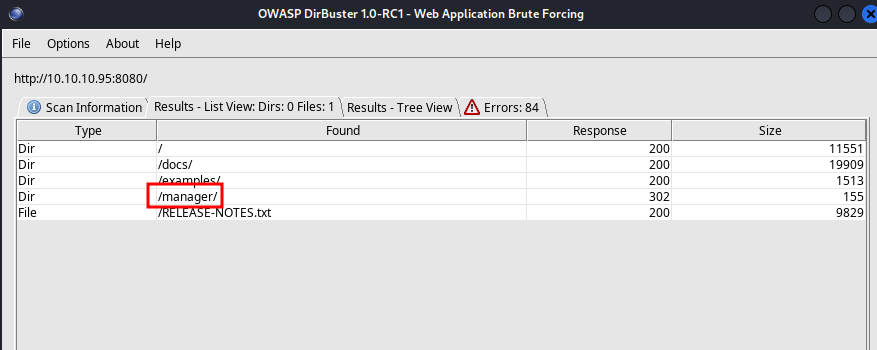 OWASP DirBuster 1.0-RC1 - Web Application Brute Forcing
File Options About Help
http://10.10.10.95:8080/
Scan Information Results - List View: Dirs: 0 Files: 1 Results - Tree View Errors: 84
Type Found Response Size
Dir / 200 11551
Dir /docs/ 200 19909
Dir /examples/ 200 1513
Dir /manager/ 302 155
File /RELEASE-NOTES.txt 200 9829